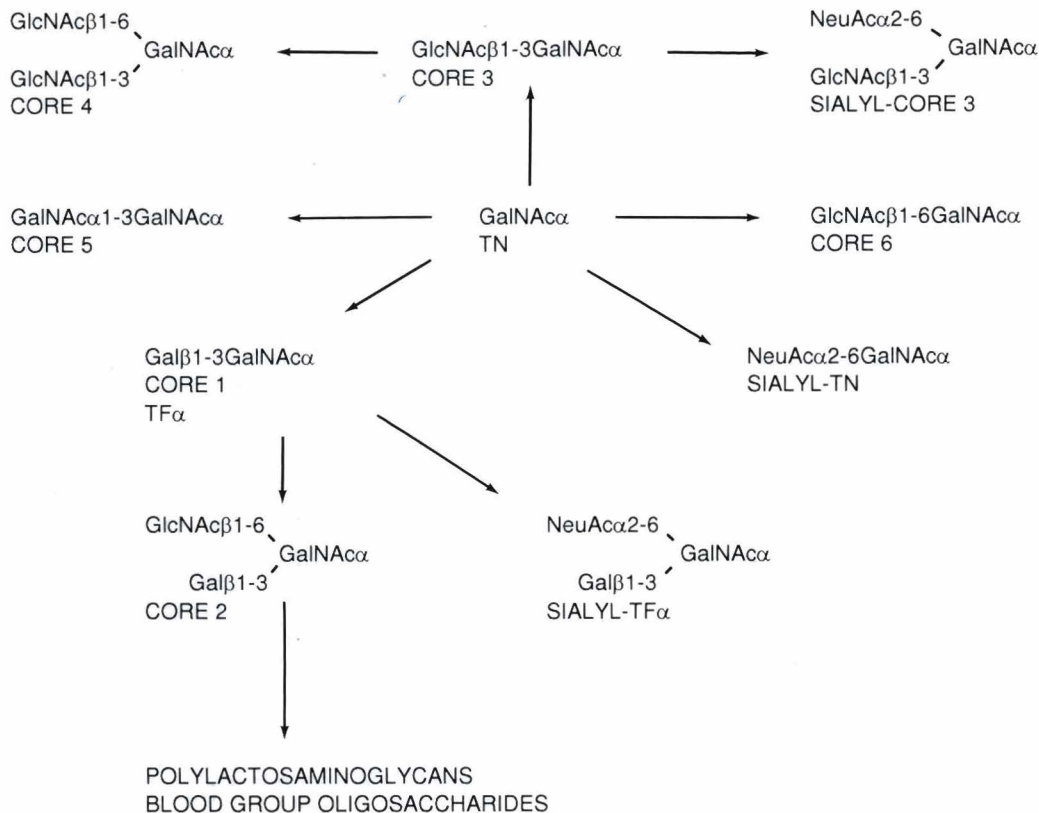 GlcNAcβ1-6
GalNAcα
GlcNAcβ1-3
CORE 4
GlcNAcβ1-3GalNAcα
CORE 3
NeuAcα2-6
GalNAcα
GlcNAcβ1-3
SIALYL-CORE 3
GalNAcα1-3GalNAcα
CORE 5
GalNAcα
TN
GlcNAcβ1-6GalNAcα
CORE 6
Galβ1-3GalNAcα
CORE 1
TFα
NeuAcα2-6GalNAcα
SIALYL-TN
GlcNAcβ1-6
GalNAcα
Galβ1-3
CORE 2
NeuAcα2-6
GalNAcα
Galβ1-3
SIALYL-TFα
POLYLACTOSAMINOGLYCANS
BLOOD GROUP OLIGOSACCHARIDES